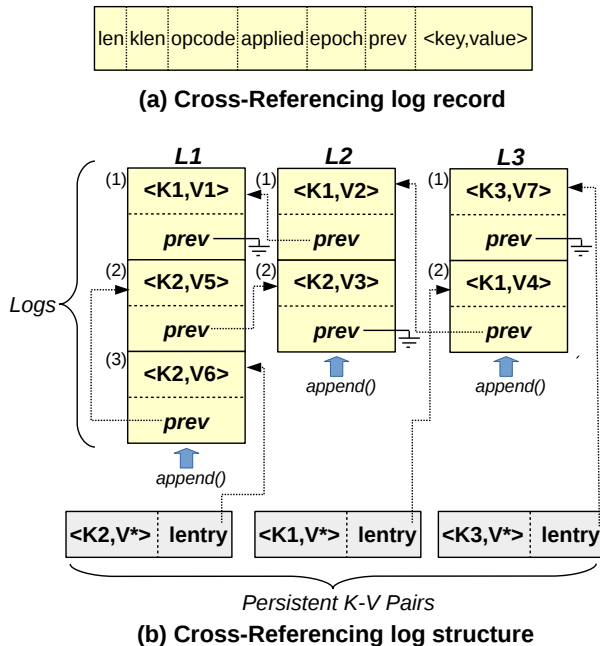 len klen opcode applied epoch prev <key,value>
(a) Cross-Referencing log record
L1 L2 L3
(1) <K1,V1> (1) <K1,V2> (1) <K3,V7>
prev prev prev
(2) <K2,V5> (2) <K2,V3> (2) <K1,V4>
Logs
prev prev prev
(3) <K2,V6> append() append()
prev
append()
<K2,V*> lentry <K1,V*> lentry <K3,V*> lentry
Persistent K-V Pairs
(b) Cross-Referencing log structure